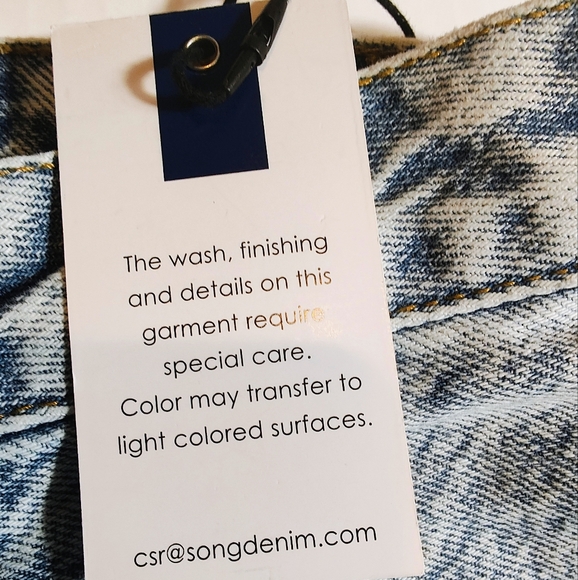 The wash, finishing
and details on this
garment require
special care.
Color may transfer to
light colored surfaces.
csr@songdenim.com